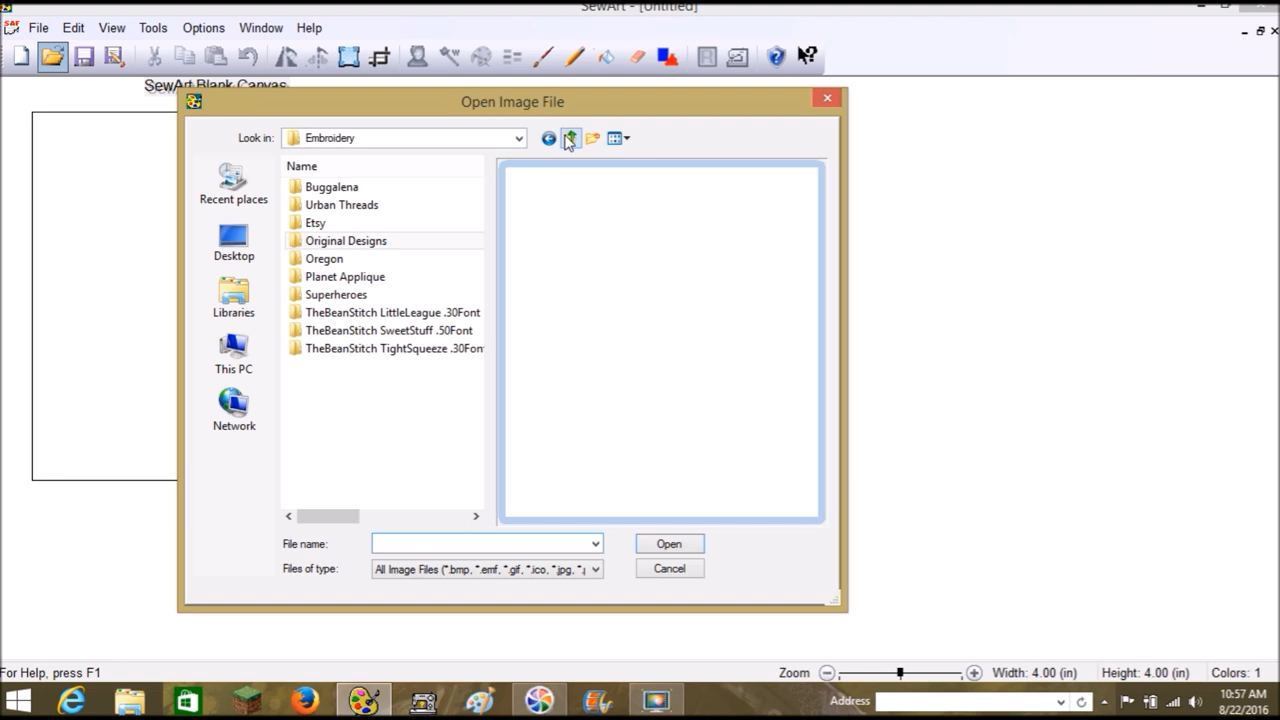 SewArt - [Untitled]
File Edit View Tools Options Window Help
SewArt Blank Canvas
Open Image File
Look in: Embroidery
Name
Recent places
Desktop
Libraries
This PC
Network
Buggalena
Urban Threads
Etsy
Original Designs
Oregon
Planet Applique
Superheroes
TheBeanStitch LittleLeague .30Font
TheBeanStitch SweetStuff .50Font
TheBeanStitch TightSqueeze .30Font
File name: Open
Files of type: All Image Files (*.bmp, *.emf, *.gif, *.ico, *.jpg, *.j Cancel
For Help, press F1 Zoom Width: 4.00 (in) Height: 4.00 (in) Colors: 1
Address 10:57 AM
8/22/2016